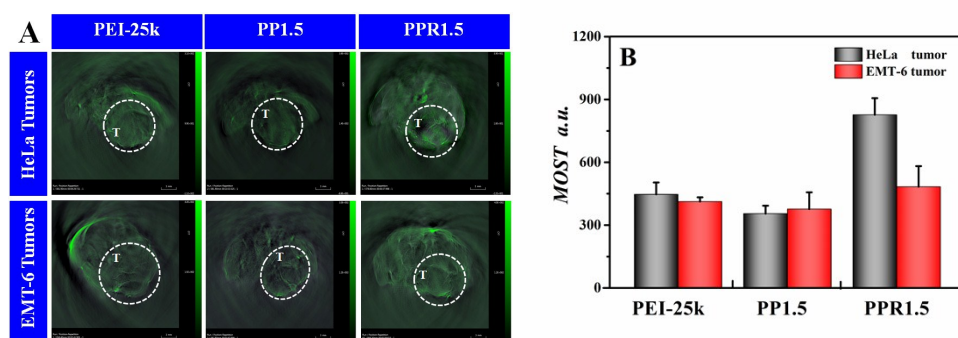 A
PEI-25k
PP1.5
PPR1.5
HeLa Tumors
T
T
T
EMT-6 Tumors
T
T
T
B
HeLa tumor
EMT-6 tumor
MOST a.u.
1200
900
600
300
0
PEI-25k
PP1.5
PPR1.5